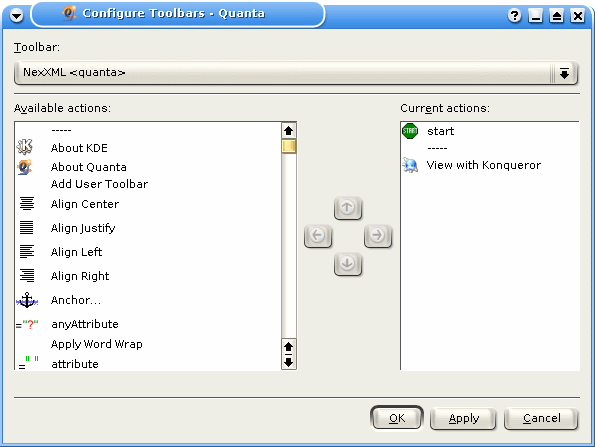 Configure Toolbars - Quanta
Toolbar:
NexXML <quanta>
Available actions:
-----
About KDE
About Quanta
Add User Toolbar
Align Center
Align Justify
Align Left
Align Right
Anchor...
="?" anyAttribute
Apply Word Wrap
=" " attribute
Current actions:
START start
-----
View with Konqueror
OK
Apply
Cancel